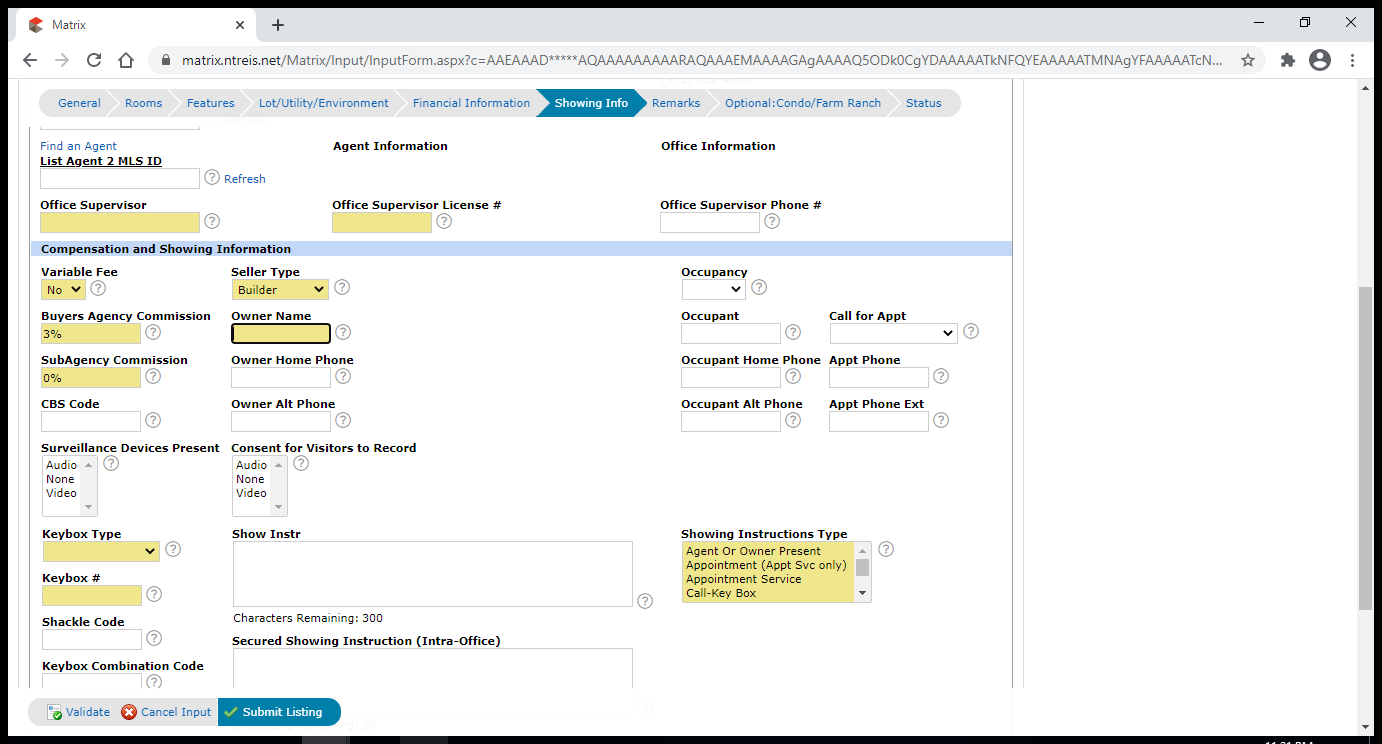 Matrix
matrix.ntreis.net/Matrix/Input/InputForm.aspx?c=AAEAAAD*****AQAAAAAAAAARAQAAAEMAAAAGAgAAAAQ5ODk0CgYDAAAAATkNFQYEAAAAATMNAgYFAAAAATcN...
General Rooms Features Lot/Utility/Environment Financial Information Showing Info Remarks Optional:Condo/Farm Ranch Status
Find an Agent Agent Information Office Information
List Agent 2 MLS ID
Refresh
Office Supervisor Office Supervisor License # Office Supervisor Phone #
Compensation and Showing Information
Variable Fee Seller Type Occupancy
No Builder
Buyers Agency Commission Owner Name Occupant Call for Appt
3%
SubAgency Commission Owner Home Phone Occupant Home Phone Appt Phone
0%
CBS Code Owner Alt Phone Occupant Alt Phone Appt Phone Ext
Surveillance Devices Present Consent for Visitors to Record
Audio Audio
None None
Video Video
Keybox Type Show Instr Showing Instructions Type
Agent Or Owner Present
Appointment (Appt Svc only)
Appointment Service
Keybox #
Call-Key Box
Characters Remaining: 300
Shackle Code
Secured Showing Instruction (Intra-Office)
Keybox Combination Code
Validate Cancel Input Submit Listing